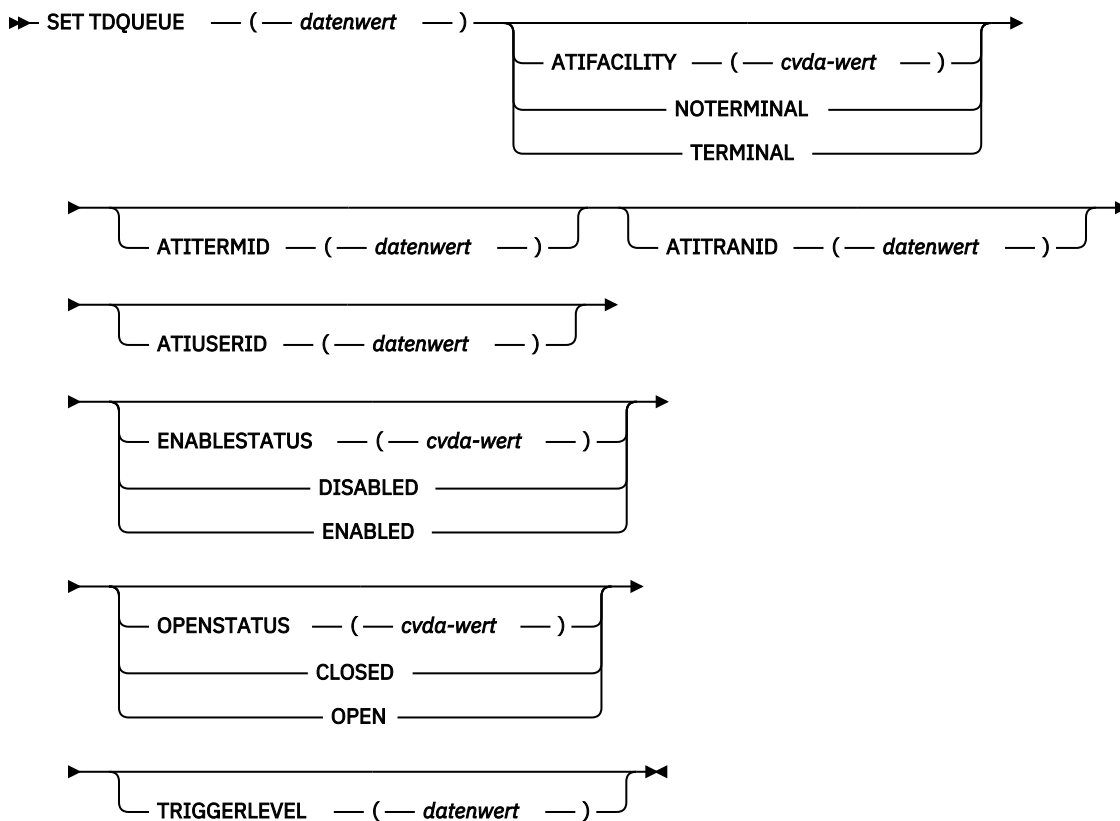 SET TDQUEUE ( datenwert )
ATIFACILITY ( cvda-wert )
NOTERMINAL
TERMINAL
ATITERMID ( datenwert ) ATITRANID ( datenwert )
ATIUSERID ( datenwert )
ENABLESTATUS ( cvda-wert )
DISABLED
ENABLED
OPENSTATUS ( cvda-wert )
CLOSED
OPEN
TRIGGERLEVEL ( datenwert )